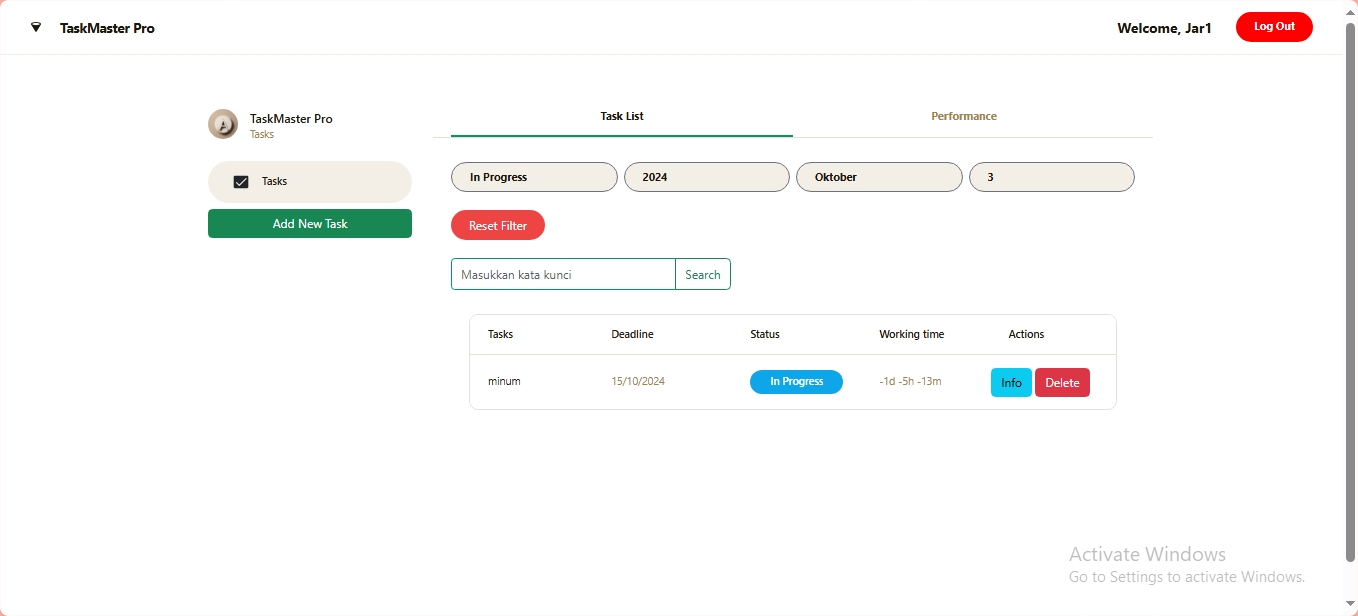 TaskMaster Pro
Welcome, Jar1
Log Out
TaskMaster Pro
Tasks
Tasks
Add New Task
Task List
Performance
In Progress
2024
Oktober
3
Reset Filter
Masukkan kata kunci
Search
Tasks Deadline Status Working time Actions
minum 15/10/2024 In Progress -1d -5h -13m Info Delete
Activate Windows
Go to Settings to activate Windows.